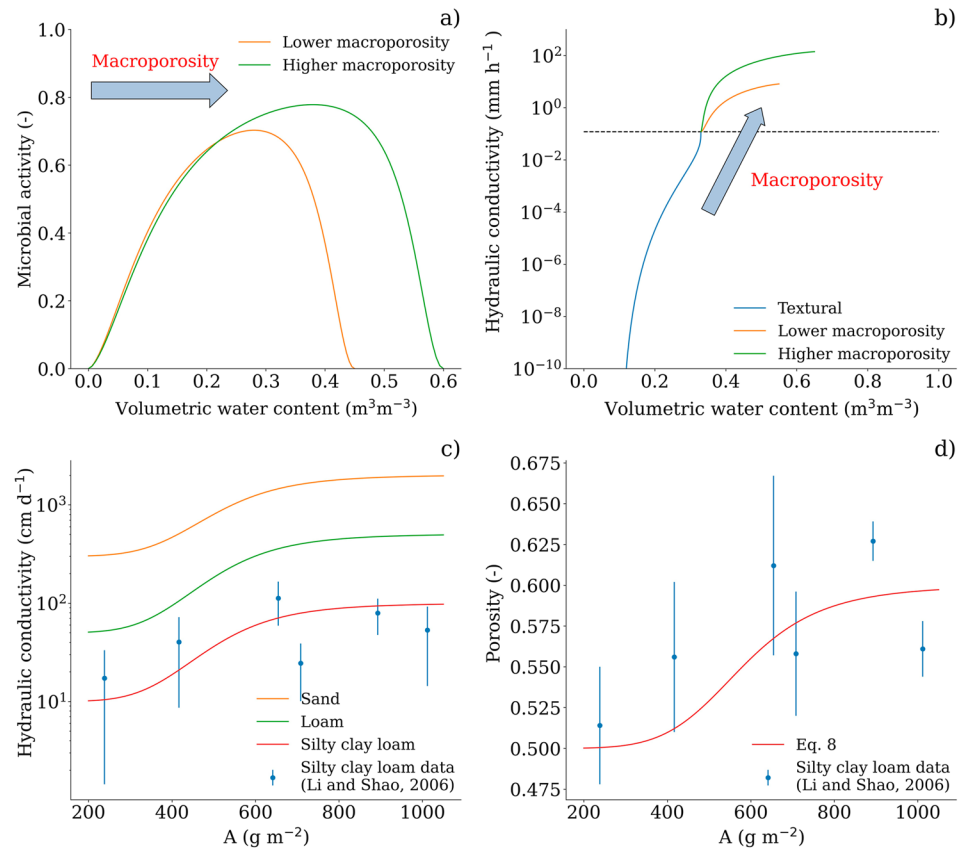 a)
1.0
0.8
0.6
0.4
0.2
0.0
Microbial activity (-)
Macroporosity
Lower macroporosity
Higher macroporosity
0.0 0.1 0.2 0.3 0.4 0.5 0.6
Volumetric water content (m³m⁻³)
b)
10²
10⁰
10⁻²
10⁻⁴
10⁻⁶
10⁻⁸
10⁻¹⁰
Hydraulic conductivity (mm h⁻¹)
Macroporosity
Textural
Lower macroporosity
Higher macroporosity
0.0 0.2 0.4 0.6 0.8 1.0
Volumetric water content (m³m⁻³)
c)
10³
10²
10¹
Hydraulic conductivity (cm d⁻¹)
Sand
Loam
Silty clay loam
Silty clay loam data
(Li and Shao, 2006)
200 400 600 800 1000
A (g m⁻²)
d)
0.675
0.650
0.625
0.600
0.575
0.550
0.525
0.500
0.475
Porosity (-)
Eq. 8
Silty clay loam data
(Li and Shao, 2006)
200 400 600 800 1000
A (g m⁻²)